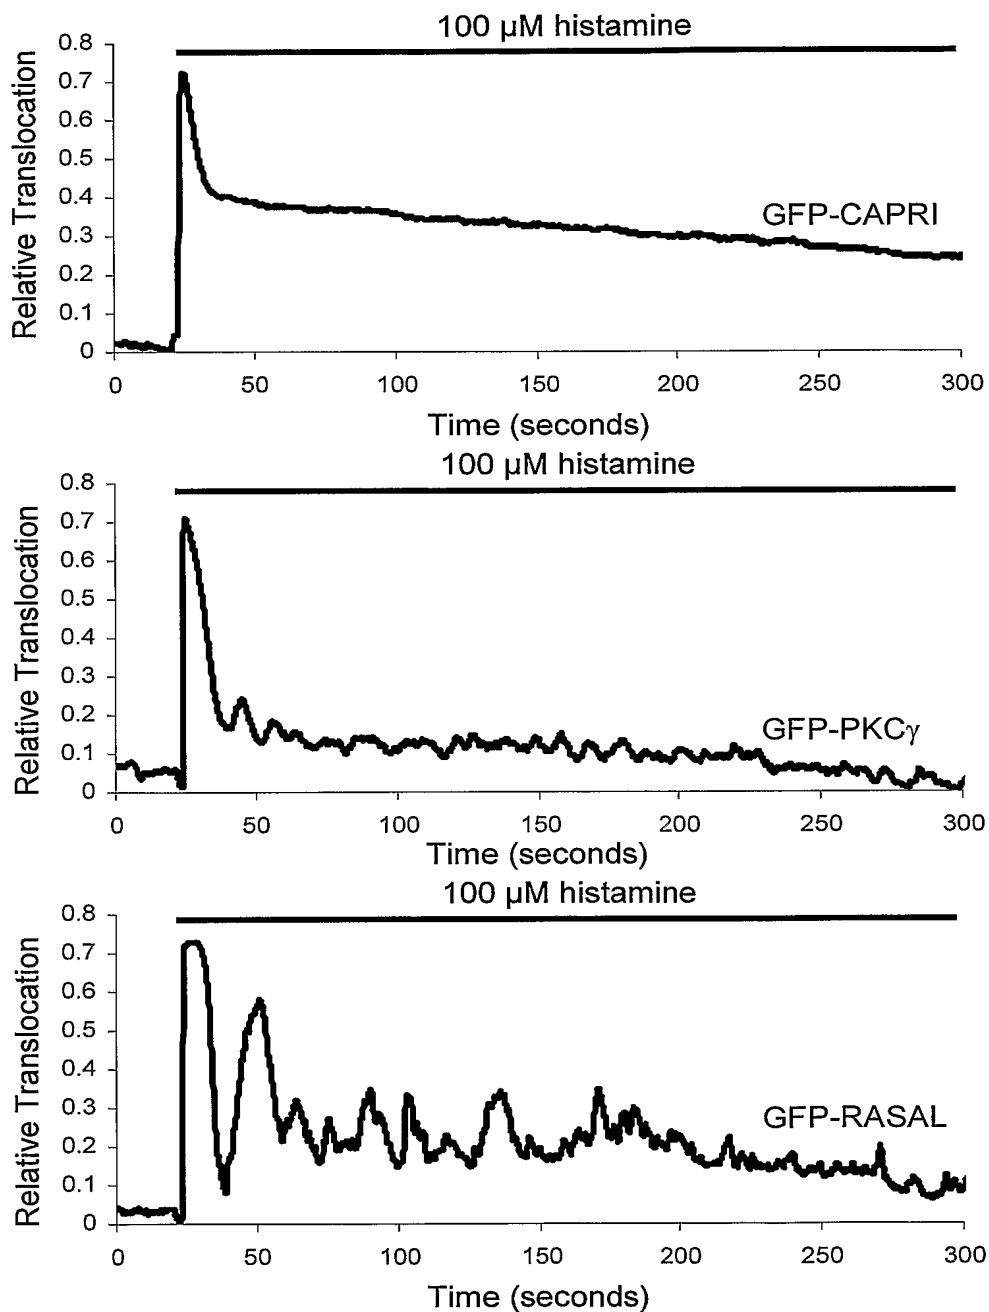 100 µM histamine
Relative Translocation
0.8
0.7
0.6
0.5
0.4
0.3
0.2
0.1
0
GFP-CAPRI
0 50 100 150 200 250 300
Time (seconds)
100 µM histamine
Relative Translocation
0.8
0.7
0.6
0.5
0.4
0.3
0.2
0.1
0
GFP-PKCγ
0 50 100 150 200 250 300
Time (seconds)
100 µM histamine
Relative Translocation
0.8
0.7
0.6
0.5
0.4
0.3
0.2
0.1
0
GFP-RASAL
0 50 100 150 200 250 300
Time (seconds)